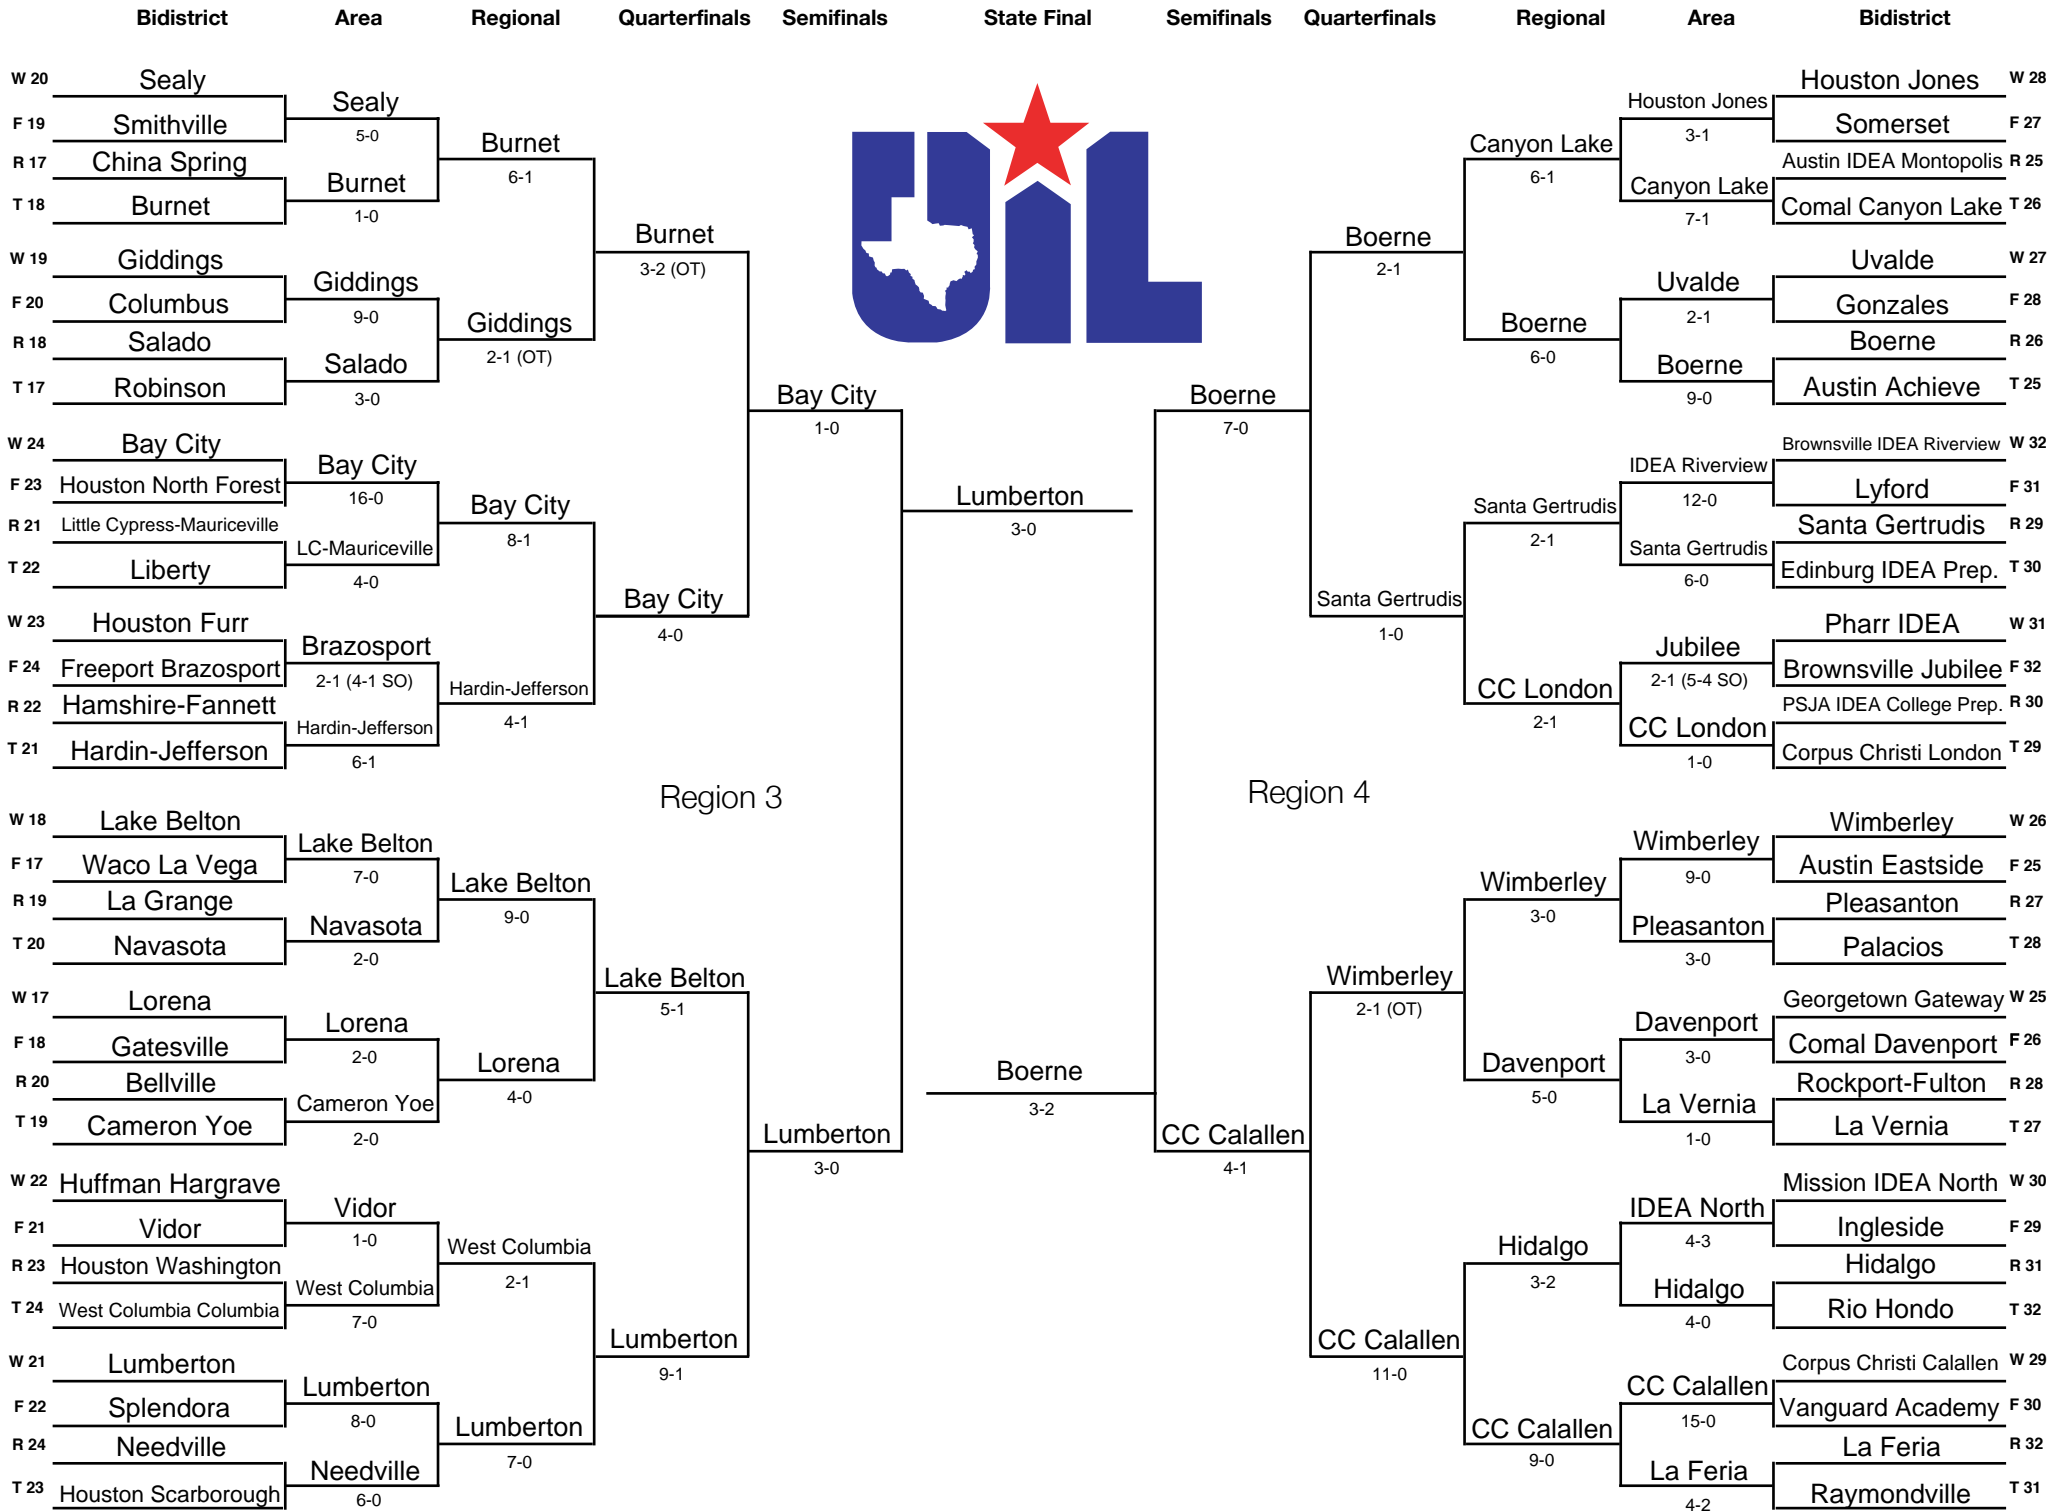 Bidistrict Area Regional Quarterfinals Semifinals State Final Semifinals Quarterfinals Regional Area Bidistrict
W 20 Sealy
F 19 Smithville
Sealy
5-0
R 17 China Spring
T 18 Burnet
Burnet
1-0
Burnet
6-1
W 19 Giddings
F 20 Columbus
Giddings
9-0
R 18 Salado
T 17 Robinson
Salado
3-0
Giddings
2-1 (OT)
Burnet
3-2 (OT)
W 24 Bay City
F 23 Houston North Forest
Bay City
16-0
R 21 Little Cypress-Mauriceville
T 22 Liberty
LC-Mauriceville
4-0
Bay City
8-1
W 23 Houston Furr
F 24 Freeport Brazosport
Brazosport
2-1 (4-1 SO)
R 22 Hamshire-Fannett
T 21 Hardin-Jefferson
Hardin-Jefferson
6-1
Hardin-Jefferson
4-1
Bay City
4-0
Bay City
1-0
Region 3
W 18 Lake Belton
F 17 Waco La Vega
Lake Belton
7-0
R 19 La Grange
T 20 Navasota
Navasota
2-0
Lake Belton
9-0
W 17 Lorena
F 18 Gatesville
Lorena
2-0
R 20 Bellville
T 19 Cameron Yoe
Cameron Yoe
2-0
Lorena
4-0
Lake Belton
5-1
W 22 Huffman Hargrave
F 21 Vidor
Vidor
1-0
R 23 Houston Washington
T 24 West Columbia Columbia
West Columbia
7-0
West Columbia
2-1
W 21 Lumberton
F 22 Splendora
Lumberton
8-0
R 24 Needville
T 23 Houston Scarborough
Needville
6-0
Lumberton
7-0
Lumberton
9-1
Lumberton
3-0
UIL
Lumberton
3-0
Boerne
3-2
Houston Jones W 28
Somerset F 27
Houston Jones
3-1
Austin IDEA Montopolis R 25
Comal Canyon Lake T 26
Canyon Lake
7-1
Canyon Lake
6-1
Uvalde W 27
Gonzales F 28
Uvalde
2-1
Boerne R 26
Austin Achieve T 25
Boerne
9-0
Boerne
6-0
Boerne
2-1
Brownsville IDEA Riverview W 32
Lyford F 31
IDEA Riverview
12-0
Santa Gertrudis R 29
Edinburg IDEA Prep. T 30
Santa Gertrudis
6-0
Santa Gertrudis
2-1
Pharr IDEA W 31
Brownsville Jubilee F 32
Jubilee
2-1 (5-4 SO)
PSJA IDEA College Prep. R 30
Corpus Christi London T 29
CC London
1-0
CC London
2-1
Santa Gertrudis
1-0
Boerne
7-0
Region 4
Wimberley W 26
Austin Eastside F 25
Wimberley
9-0
Pleasanton R 27
Palacios T 28
Pleasanton
3-0
Wimberley
3-0
Georgetown Gateway W 25
Comal Davenport F 26
Davenport
3-0
Rockport-Fulton R 28
La Vernia T 27
La Vernia
1-0
Davenport
5-0
Wimberley
2-1 (OT)
Mission IDEA North W 30
Ingleside F 29
IDEA North
4-3
Hidalgo R 31
Rio Hondo T 32
Hidalgo
4-0
Hidalgo
3-2
Corpus Christi Calallen W 29
Vanguard Academy F 30
CC Calallen
15-0
La Feria R 32
Raymondville T 31
La Feria
4-2
CC Calallen
9-0
CC Calallen
11-0
CC Calallen
4-1